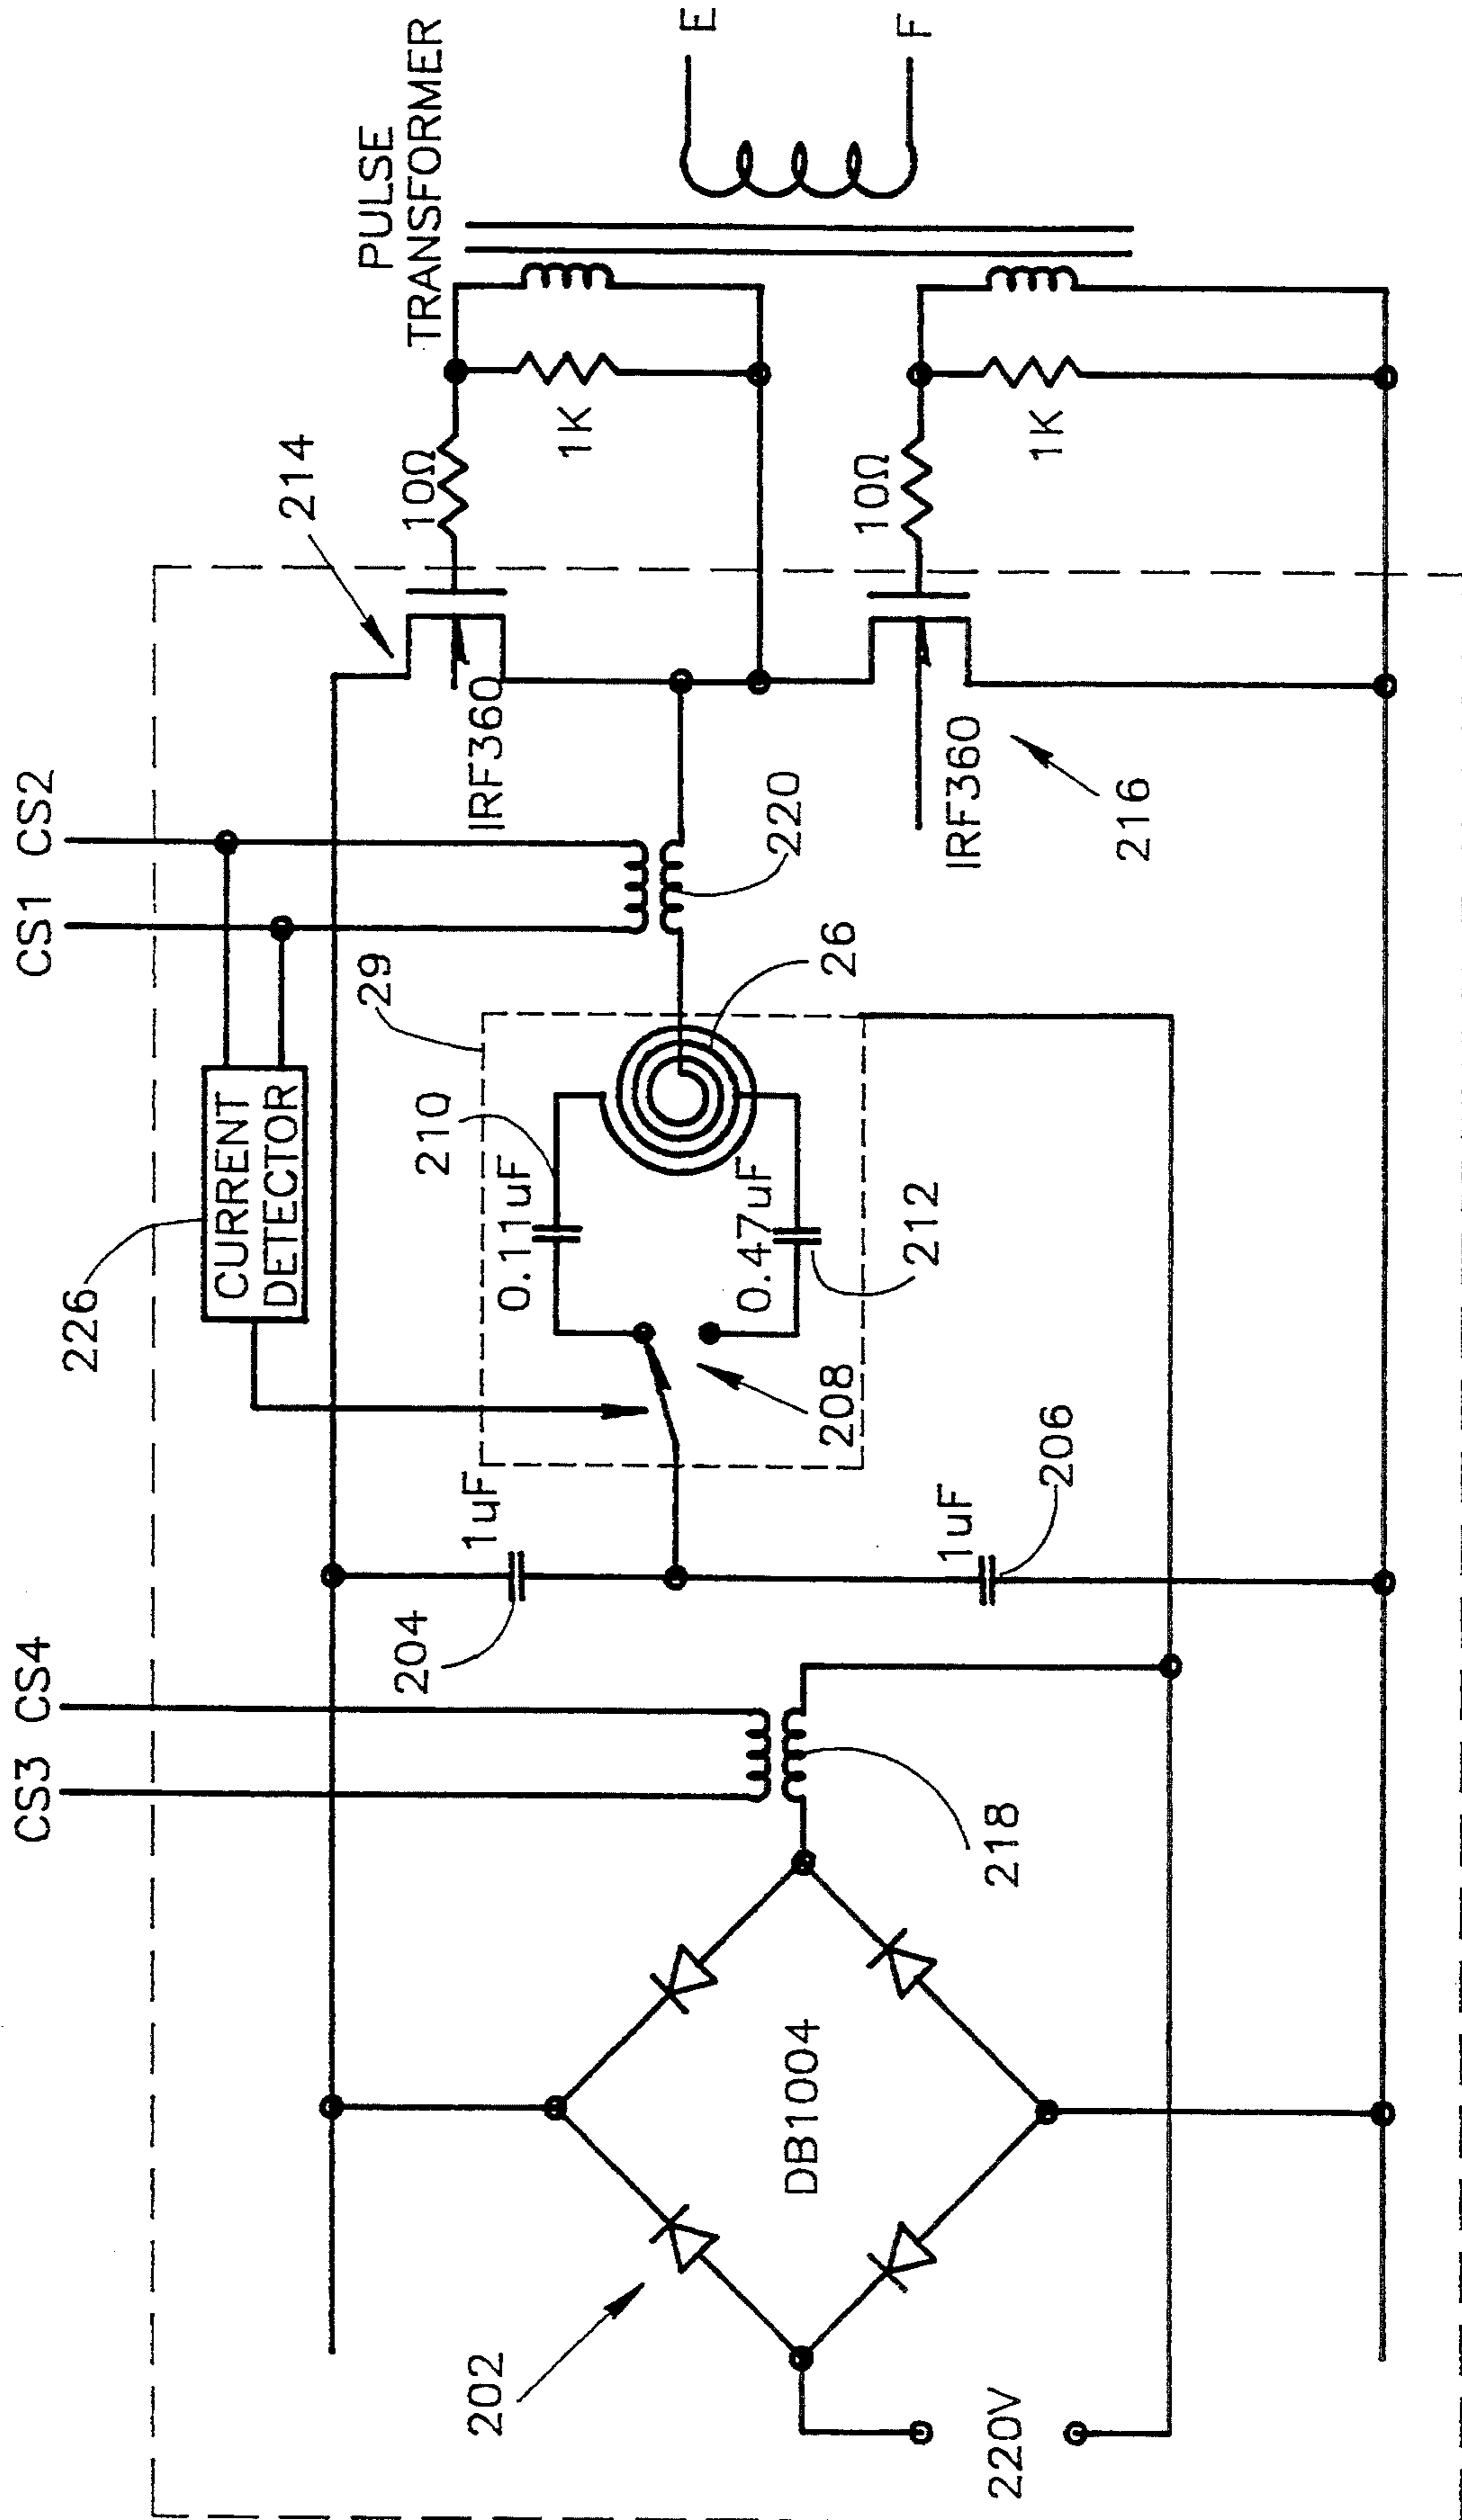 CS3
CS4
CS1
CS2
226
CURRENT
DETECTOR
29
214
PULSE
TRANSFORMER
10Ω
1K
E
F
204
1uF
210
0.11uF
IRF360
202
DB1004
218
208
0.47uF
212
26
220
10Ω
1K
220V
206
1uF
IRF360
216